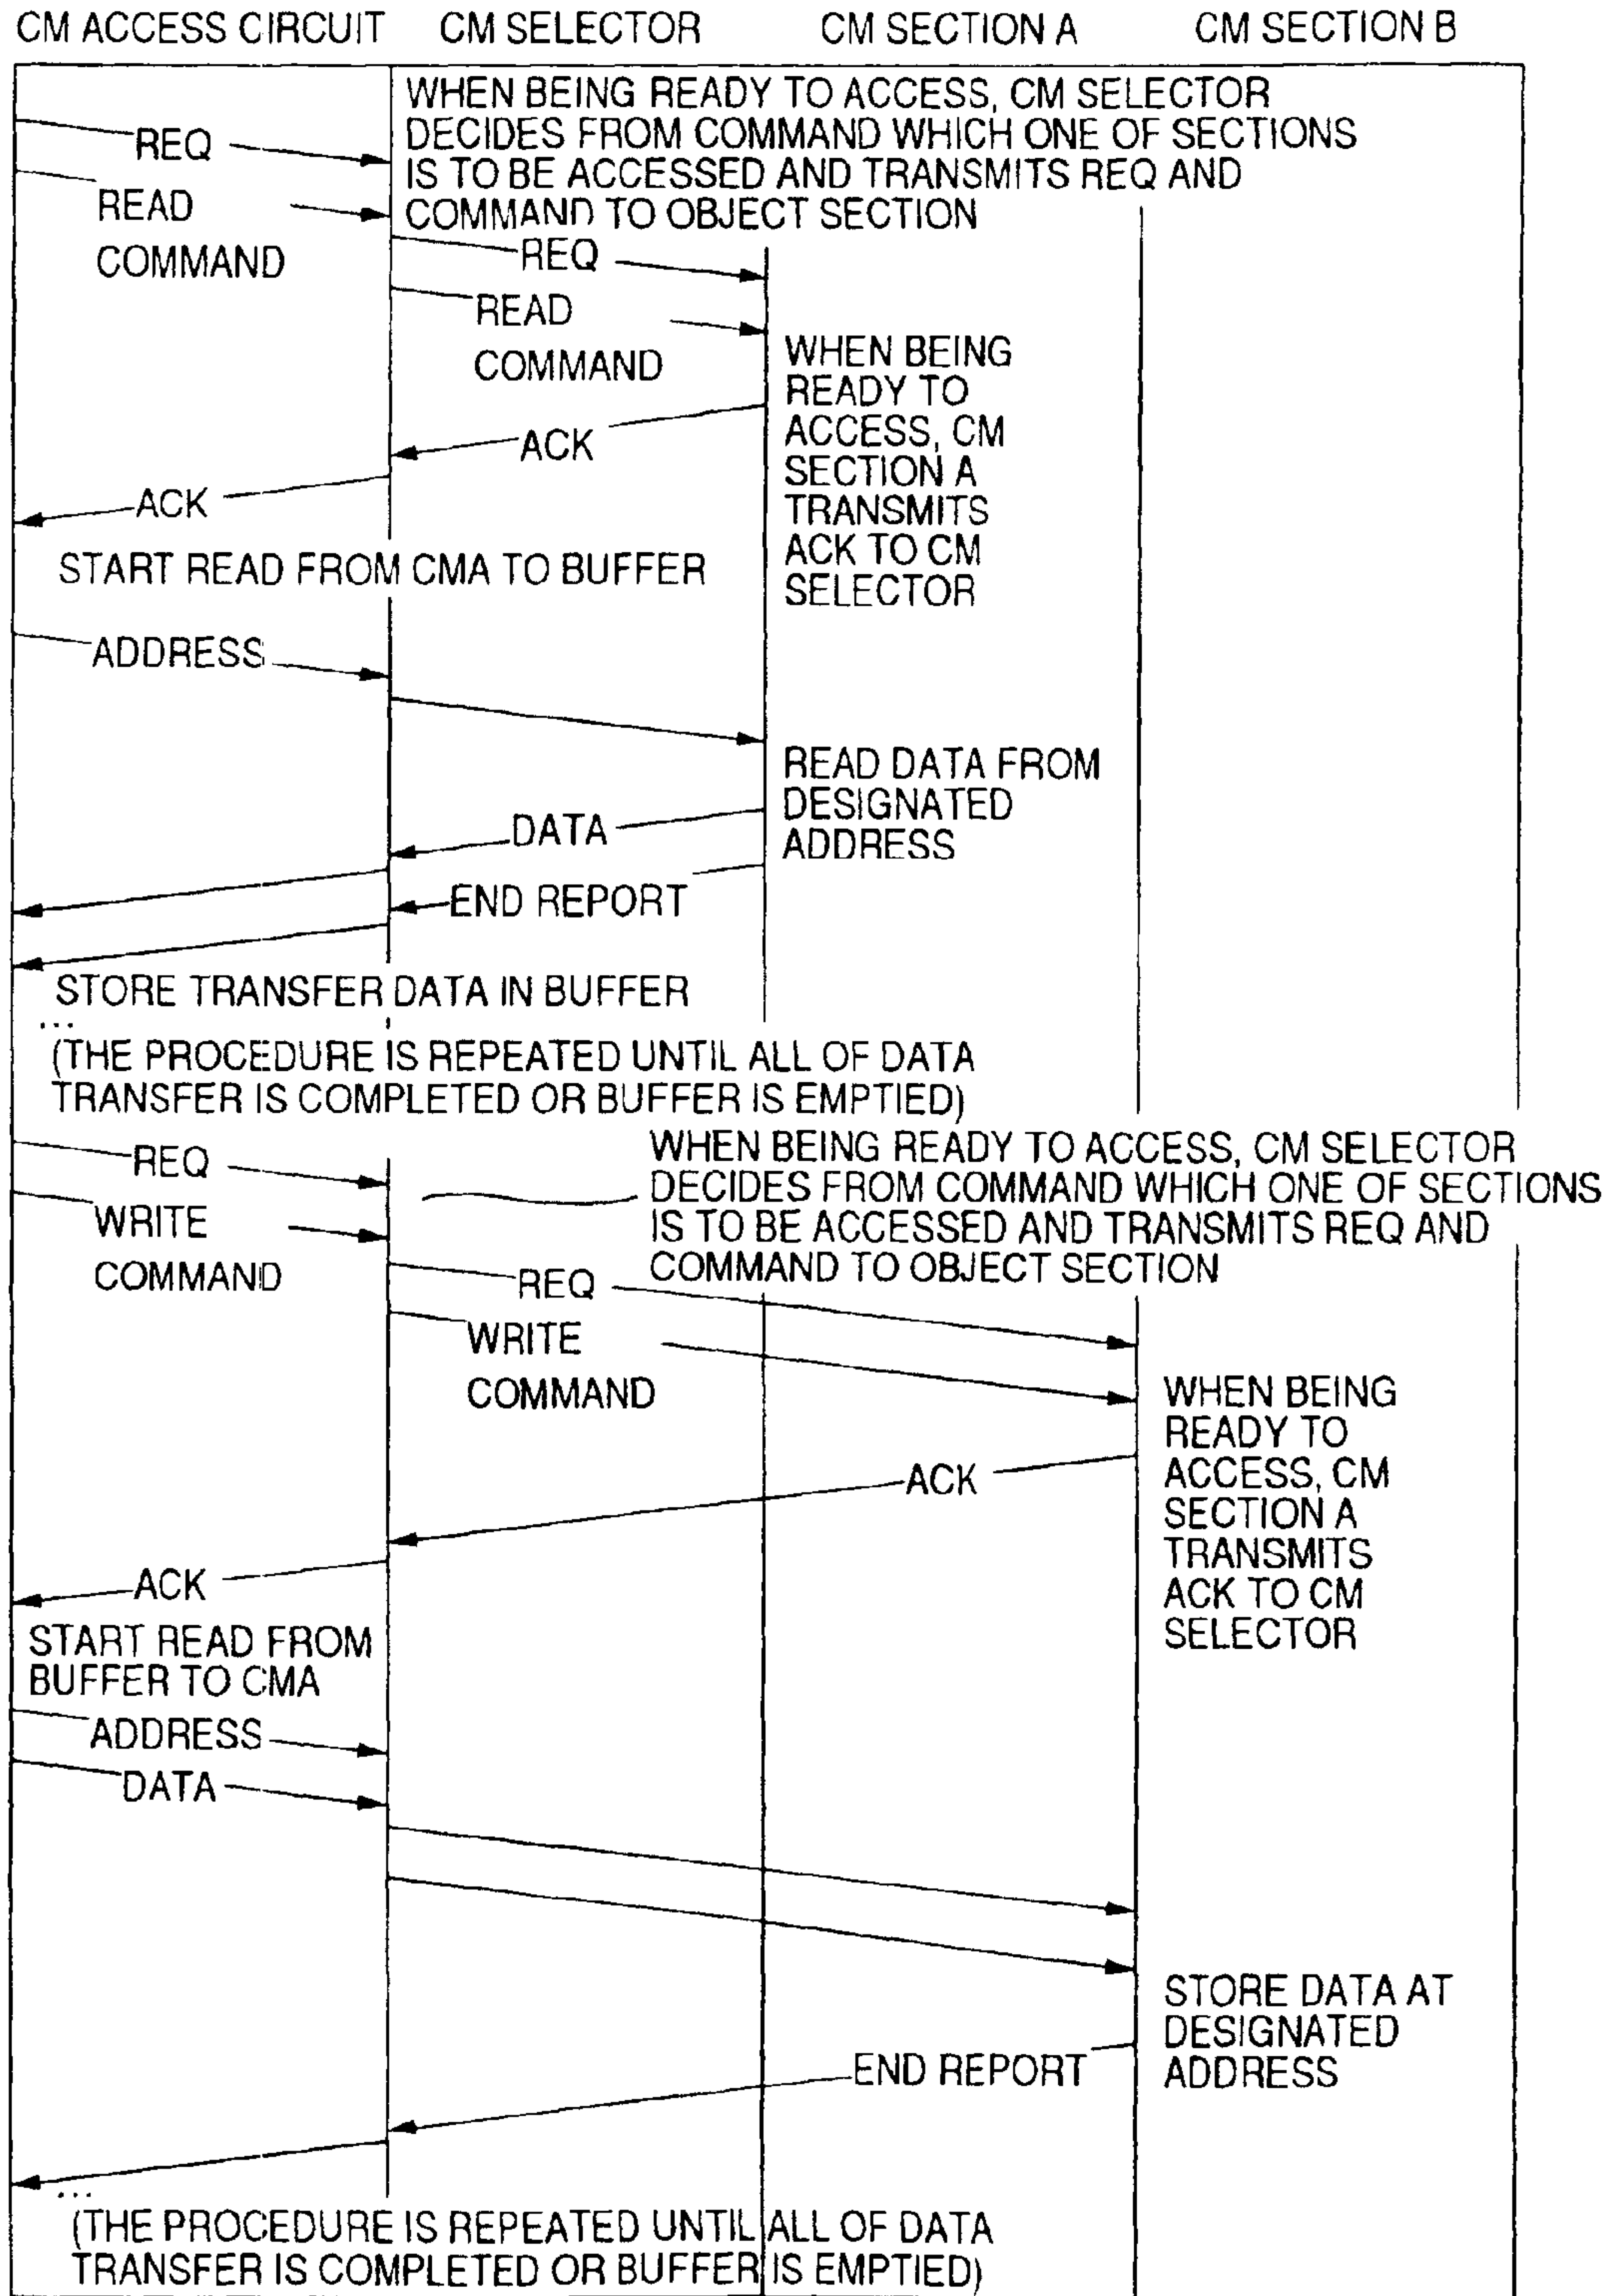 CM ACCESS CIRCUIT CM SELECTOR CM SECTION A CM SECTION B
WHEN BEING READY TO ACCESS, CM SELECTOR
DECIDES FROM COMMAND WHICH ONE OF SECTIONS
IS TO BE ACCESSED AND TRANSMITS REQ AND
COMMAND TO OBJECT SECTION
REQ
READ
COMMAND
REQ
READ
COMMAND
WHEN BEING
READY TO
ACCESS, CM
SECTION A
TRANSMITS
ACK TO CM
SELECTOR
ACK
ACK
START READ FROM CMA TO BUFFER
ADDRESS
READ DATA FROM
DESIGNATED
ADDRESS
DATA
END REPORT
STORE TRANSFER DATA IN BUFFER
...
(THE PROCEDURE IS REPEATED UNTIL ALL OF DATA
TRANSFER IS COMPLETED OR BUFFER IS EMPTIED)
REQ
WRITE
COMMAND
WHEN BEING READY TO ACCESS, CM SELECTOR
DECIDES FROM COMMAND WHICH ONE OF SECTIONS
IS TO BE ACCESSED AND TRANSMITS REQ AND
COMMAND TO OBJECT SECTION
REQ
WRITE
COMMAND
WHEN BEING
READY TO
ACCESS, CM
SECTION A
TRANSMITS
ACK TO CM
SELECTOR
ACK
ACK
START READ FROM
BUFFER TO CMA
ADDRESS
DATA
STORE DATA AT
DESIGNATED
ADDRESS
END REPORT
...
(THE PROCEDURE IS REPEATED UNTIL ALL OF DATA
TRANSFER IS COMPLETED OR BUFFER IS EMPTIED)